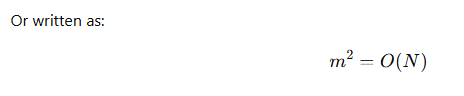 Or written as:
m² = O(N)